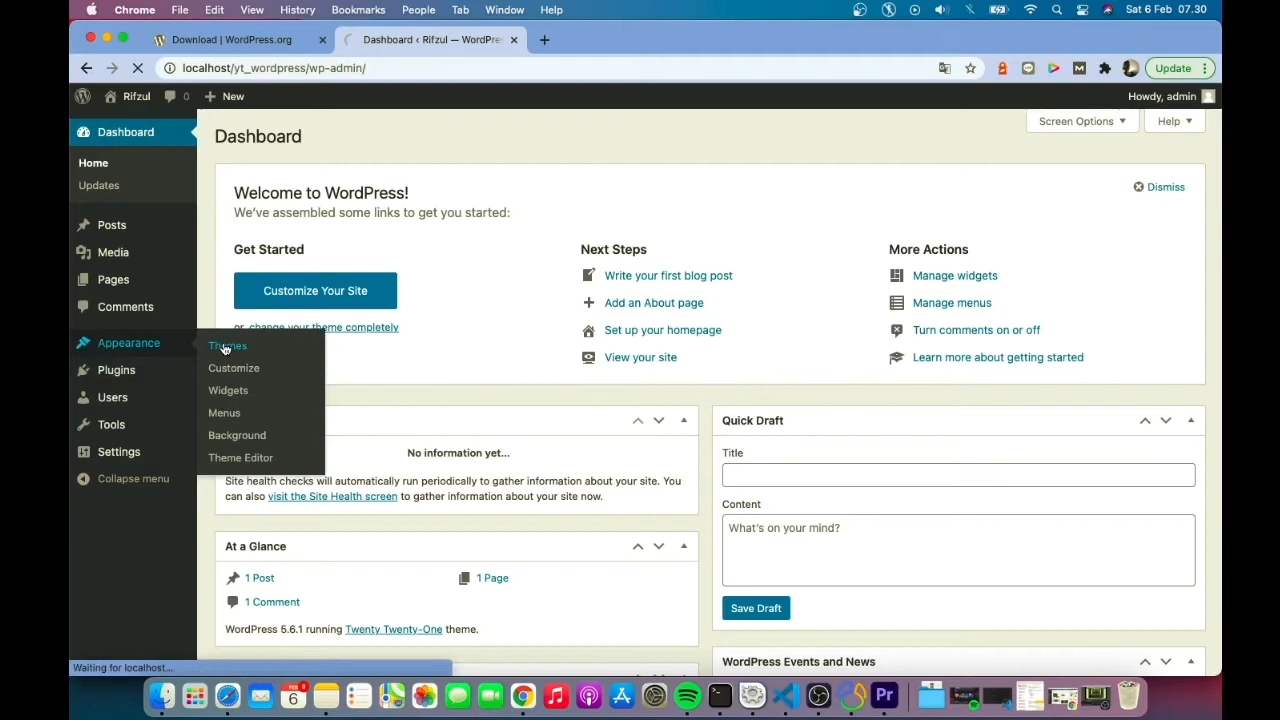 Chrome File Edit View History Bookmarks People Tab Window Help Sat 6 Feb 07.30
Download | WordPress.org Dashboard ‹ Rifzul — WordPre
localhost/yt_wordpress/wp-admin/ Update
Rifzul 0 New Howdy, admin
Dashboard
Home
Updates
Posts
Media
Pages
Comments
Appearance
Plugins
Users
Tools
Settings
Collapse menu
Themes
Customize
Widgets
Menus
Background
Theme Editor
Dashboard
Screen Options Help
Welcome to WordPress!
Dismiss
We've assembled some links to get you started:
Get Started
Customize Your Site
or, change your theme completely
Next Steps
Write your first blog post
Add an About page
Set up your homepage
View your site
More Actions
Manage widgets
Manage menus
Turn comments on or off
Learn more about getting started
No information yet...
Site health checks will automatically run periodically to gather information about your site. You
can also visit the Site Health screen to gather information about your site now.
At a Glance
1 Post 1 Page
1 Comment
WordPress 5.6.1 running Twenty Twenty-One theme.
Quick Draft
Title
Content
What's on your mind?
Save Draft
WordPress Events and News
Waiting for localhost...